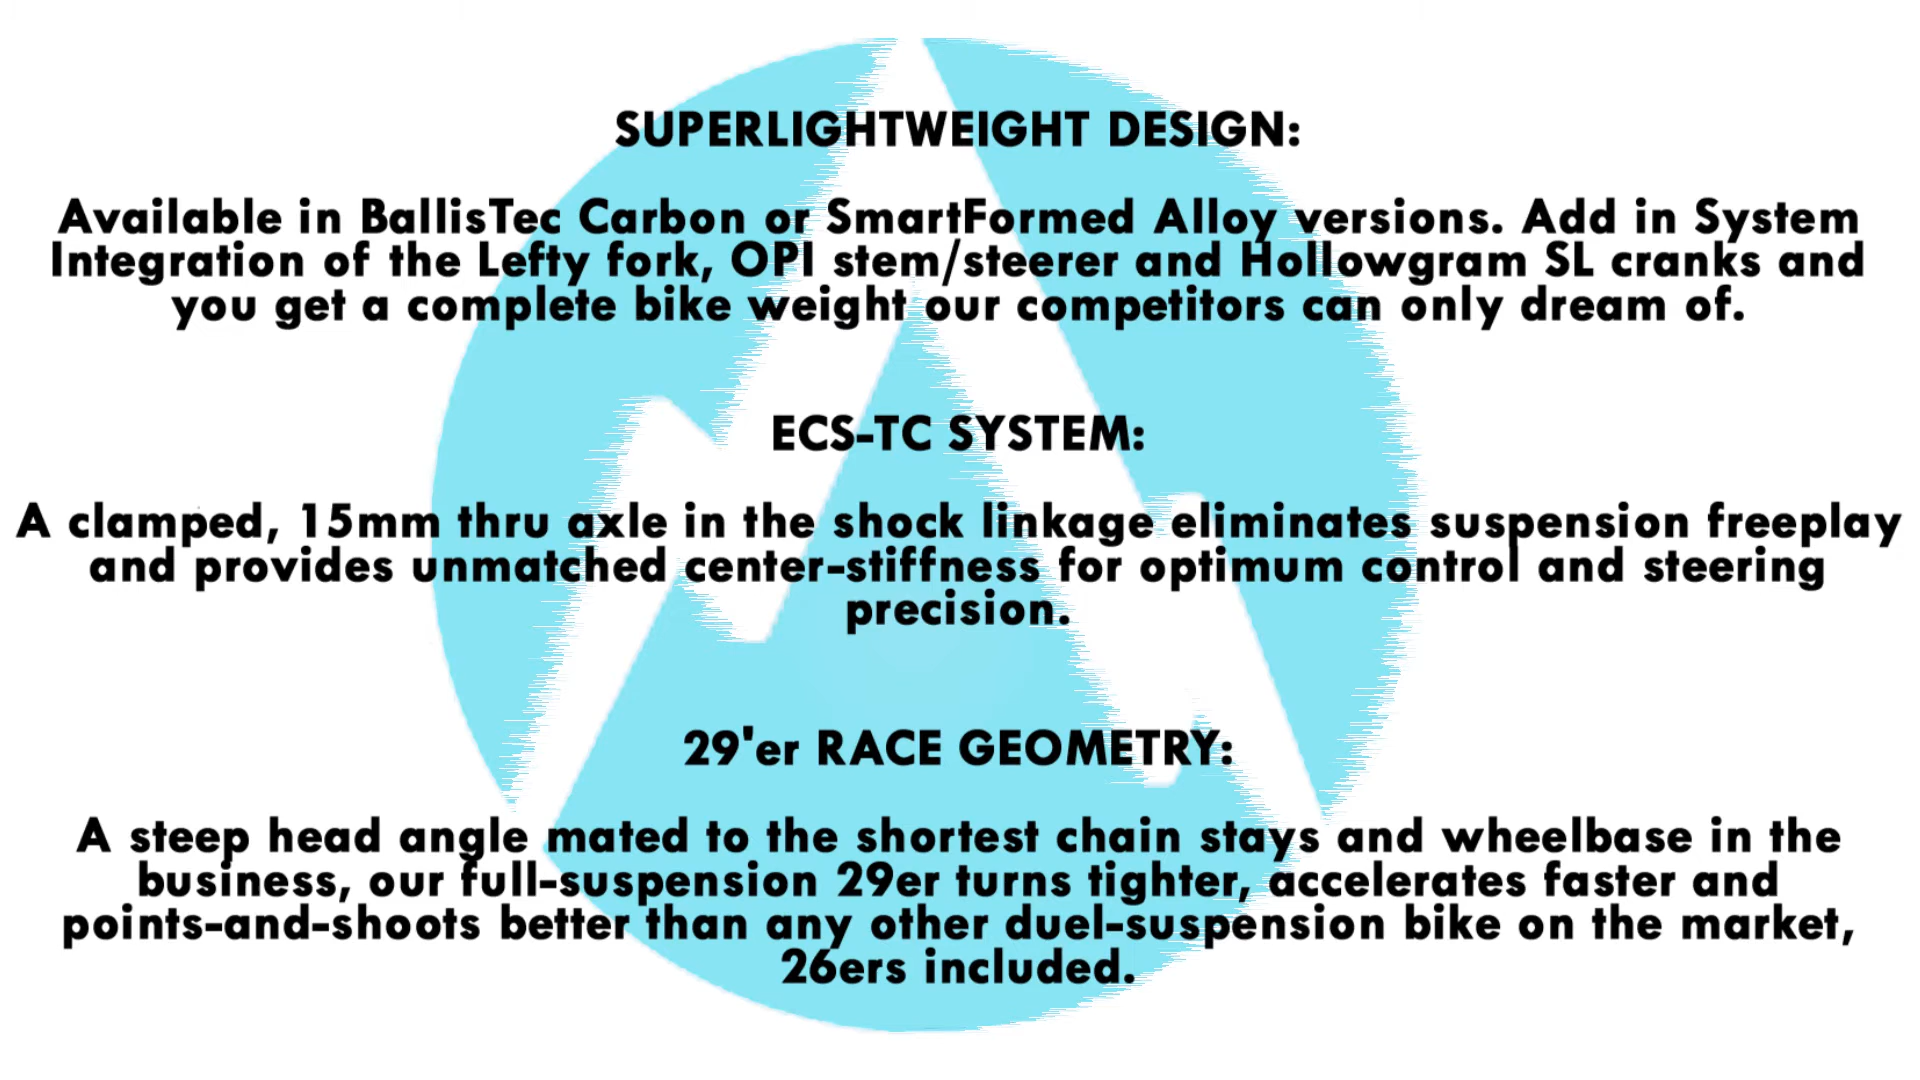 SUPERLIGHTWEIGHT DESIGN:
Available in BallisTec Carbon or SmartFormed Alloy versions. Add in System
Integration of the Lefty fork, OPI stem/steerer and Hollowgram SL cranks and
you get a complete bike weight our competitors can only dream of.
ECS-TC SYSTEM:
A clamped, 15mm thru axle in the shock linkage eliminates suspension freeplay
and provides unmatched center-stiffness for optimum control and steering
precision.
29'er RACE GEOMETRY:
A steep head angle mated to the shortest chain stays and wheelbase in the
business, our full-suspension 29er turns tighter, accelerates faster and
points-and-shoots better than any other duel-suspension bike on the market,
26ers included.